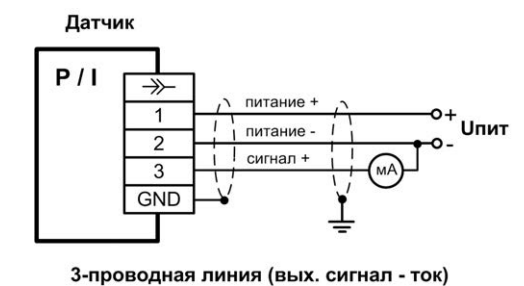 Датчик
P / I
питание +
1
+
питание -
Uпит
2
-
сигнал +
3
мА
GND
3-проводная линия (вых. сигнал - ток)